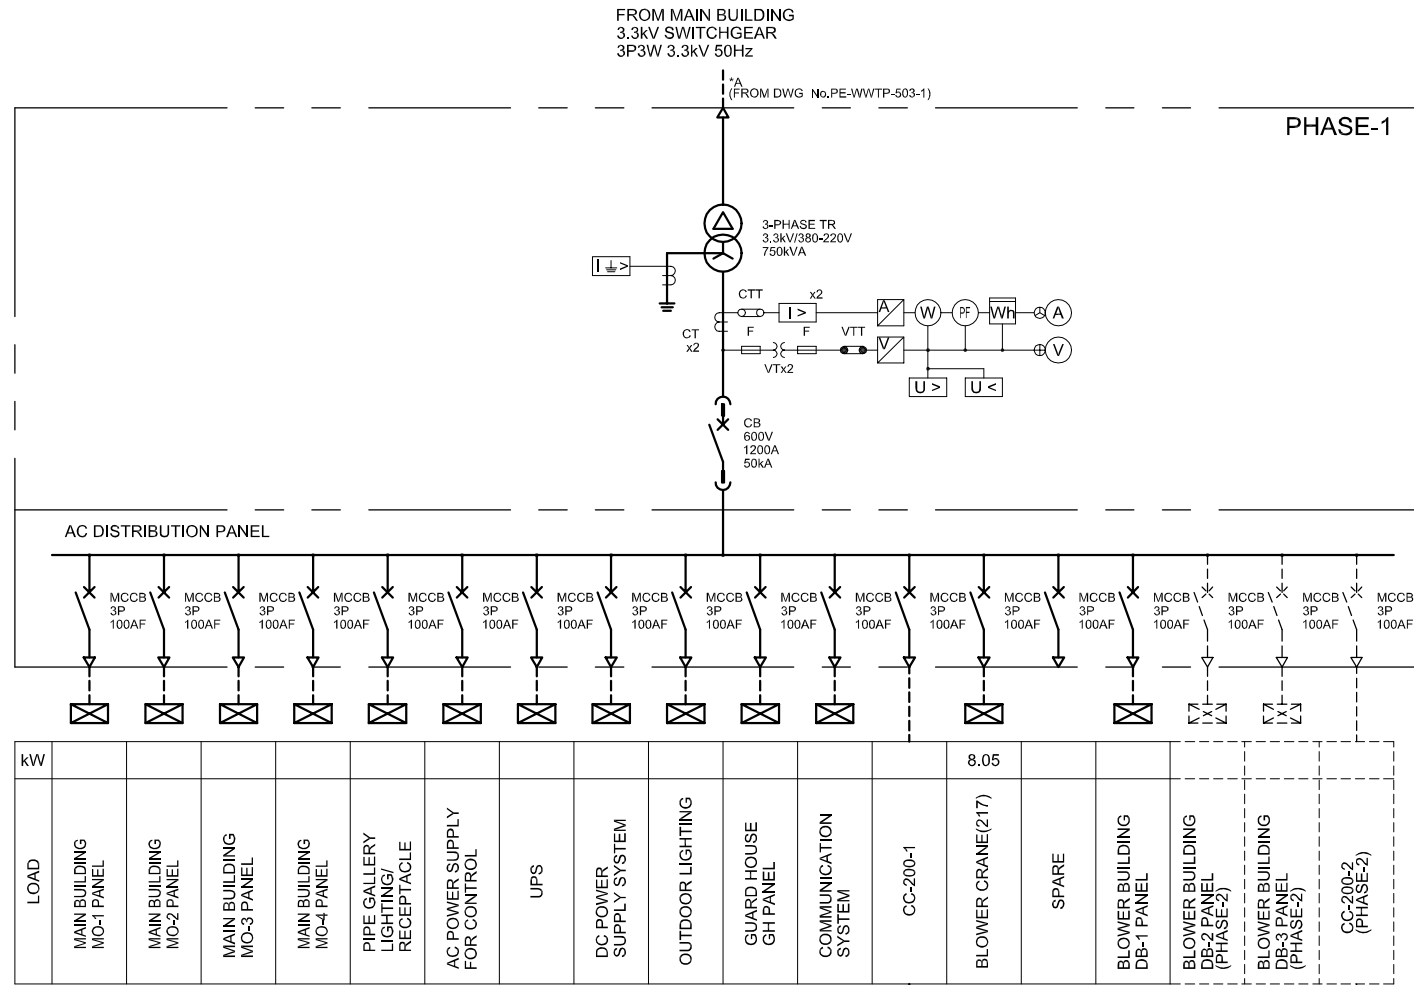 FROM MAIN BUILDING
3.3kV SWITCHGEAR
3P3W 3.3kV 50Hz
*A
(FROM DWG No.PE-WWTP-503-1)
PHASE-1
3-PHASE TR
3.3kV/380-220V
750kVA
I >
CTT
x2
I >
A
W
PF
Wh
A
CT
x2
F
F
VTT
V
V
VTx2
U >
U <
CB
600V
1200A
50kA
AC DISTRIBUTION PANEL
MCCB
3P
100AF
MCCB
3P
100AF
MCCB
3P
100AF
MCCB
3P
100AF
MCCB
3P
100AF
MCCB
3P
100AF
MCCB
3P
100AF
MCCB
3P
100AF
MCCB
3P
100AF
MCCB
3P
100AF
MCCB
3P
100AF
MCCB
3P
100AF
MCCB
3P
100AF
MCCB
3P
100AF
MCCB
3P
100AF
MCCB
3P
100AF
MCCB
3P
100AF
MCCB
3P
100AF
kW
8.05
LOAD
MAIN BUILDING
MO-1 PANEL
MAIN BUILDING
MO-2 PANEL
MAIN BUILDING
MO-3 PANEL
MAIN BUILDING
MO-4 PANEL
PIPE GALLERY
LIGHTING/
RECEPTACLE
AC POWER SUPPLY
FOR CONTROL
UPS
DC POWER
SUPPLY SYSTEM
OUTDOOR LIGHTING
GUARD HOUSE
GH PANEL
COMMUNICATION
SYSTEM
CC-200-1
BLOWER CRANE(217)
SPARE
BLOWER BUILDING
DB-1 PANEL
BLOWER BUILDING
DB-2 PANEL
(PHASE-2)
BLOWER BUILDING
DB-3 PANEL
(PHASE-2)
CC-200-2
(PHASE-2)